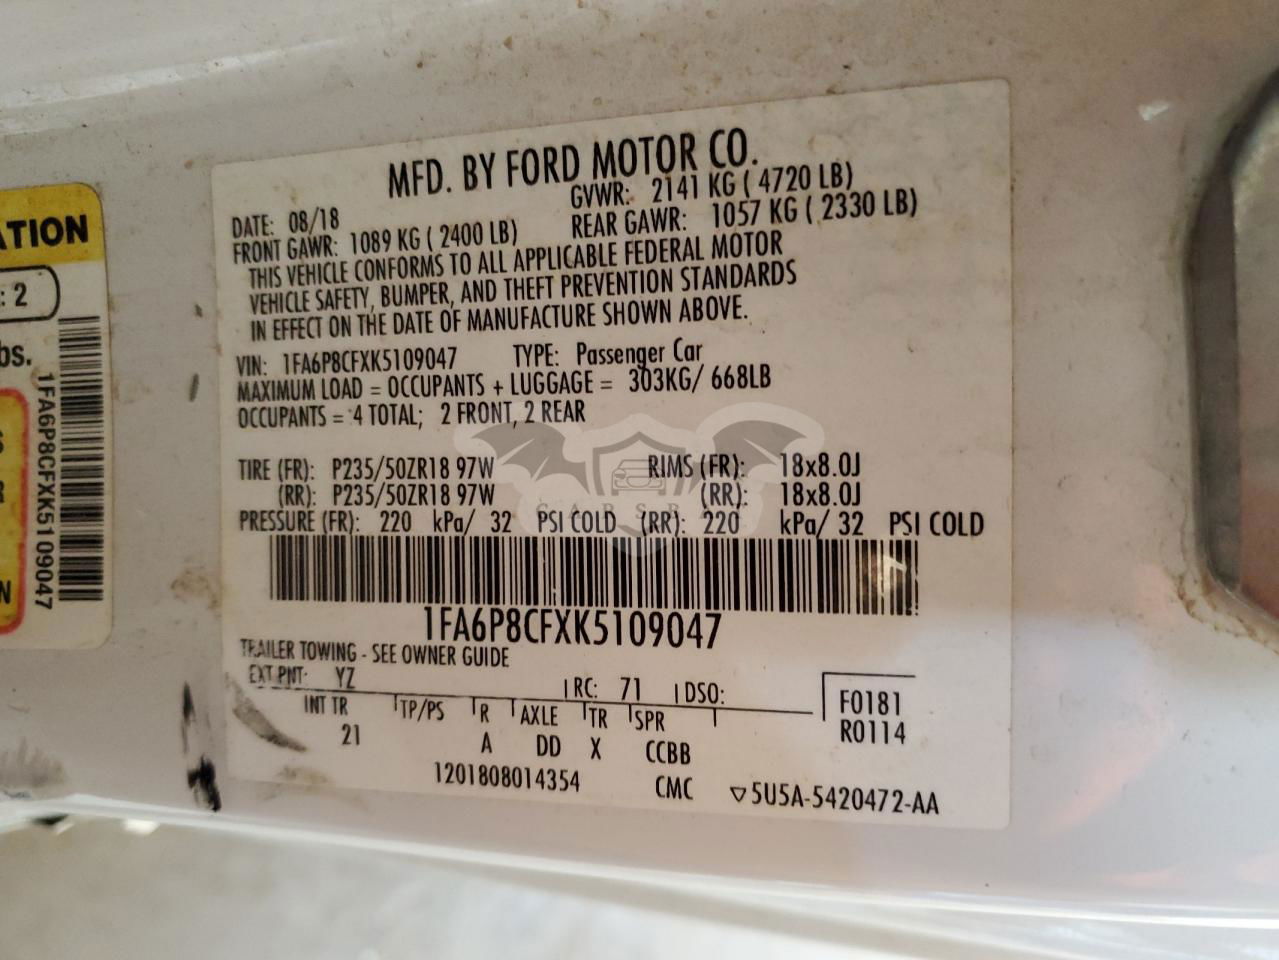 MFD. BY FORD MOTOR CO.
DATE: 08/18 GVWR: 2141 KG ( 4720 LB)
FRONT GAWR: 1089 KG ( 2400 LB) REAR GAWR: 1057 KG ( 2330 LB)
THIS VEHICLE CONFORMS TO ALL APPLICABLE FEDERAL MOTOR
VEHICLE SAFETY, BUMPER, AND THEFT PREVENTION STANDARDS
IN EFFECT ON THE DATE OF MANUFACTURE SHOWN ABOVE.
VIN: 1FA6P8CFXK5109047 TYPE: Passenger Car
MAXIMUM LOAD = OCCUPANTS + LUGGAGE = 303KG/ 668LB
OCCUPANTS = 4 TOTAL; 2 FRONT, 2 REAR
TIRE (FR): P235/50ZR18 97W RIMS (FR): 18x8.0J
(RR): P235/50ZR18 97W (RR): 18x8.0J
PRESSURE (FR): 220 kPa/ 32 PSI COLD (RR): 220 kPa/ 32 PSI COLD
1FA6P8CFXK5109047
TRAILER TOWING - SEE OWNER GUIDE
EXT PNT: YZ RC: 71 DSO:
INT TR TP/PS R AXLE TR SPR F0181
21 A DD X CCBB R0114
1201808014354 CMC ▽5U5A-5420472-AA
ATION
: 2
bs.
1FA6P8CFXK5109047
S
R
N